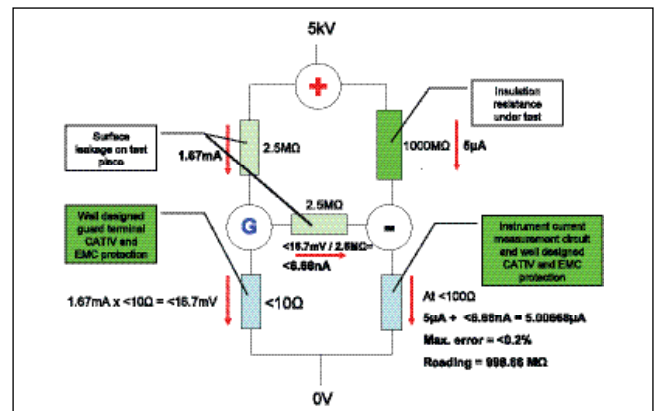 5kV
+
Insulation
resistance
under test
Surface
leakage on test
piece
1.67mA
2.5MΩ
1000MΩ
5µA
2.5MΩ
G
-
Well designed
guard terminal
CATIV and
EMC protection
<16.7mV / 2.5MΩ=
<6.68nA
Instrument current
measurement circuit
and well designed
CATIV and EMC
protection
1.67mA x <10Ω = <16.7mV
<10Ω
At <100Ω
5µA + <6.68nA = 5.00668µA
Max. error = <0.2%
Reading = 998.66 MΩ
0V